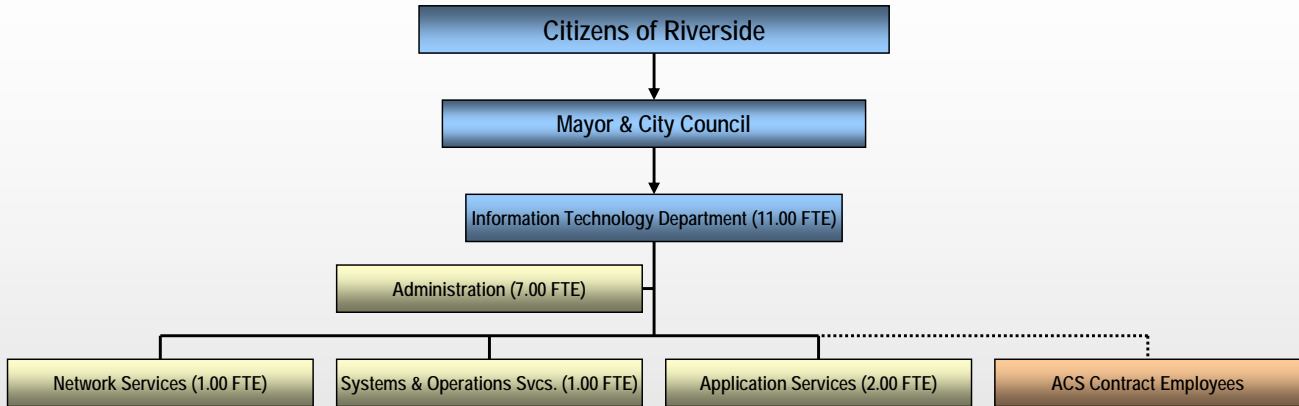 Citizens of Riverside
Mayor & City Council
Information Technology Department (11.00 FTE)
Administration (7.00 FTE)
Network Services (1.00 FTE)
Systems & Operations Svcs. (1.00 FTE)
Application Services (2.00 FTE)
ACS Contract Employees